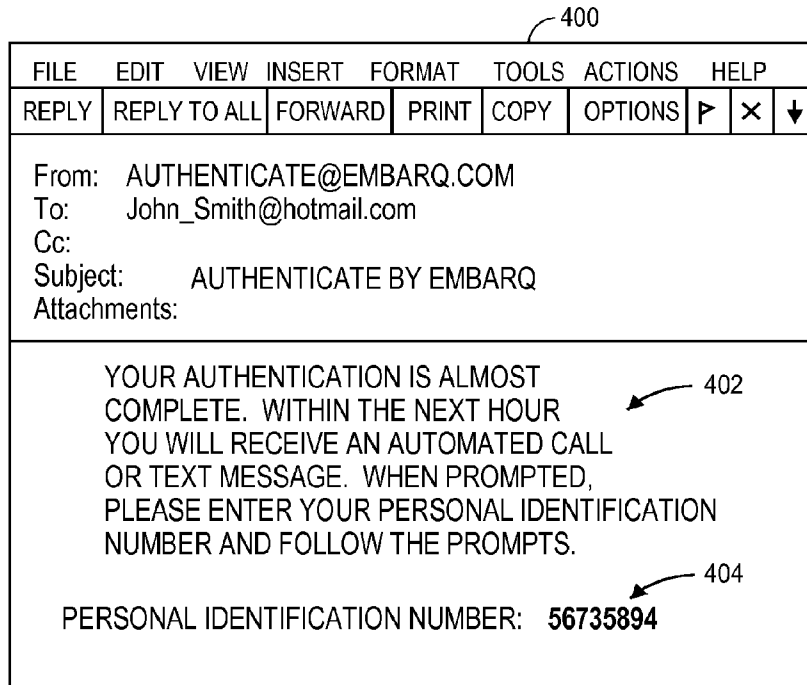 400
FILE EDIT VIEW INSERT FORMAT TOOLS ACTIONS HELP
REPLY REPLY TO ALL FORWARD PRINT COPY OPTIONS
From: AUTHENTICATE@EMBARQ.COM
To: John_Smith@hotmail.com
Cc:
Subject: AUTHENTICATE BY EMBARQ
Attachments:
YOUR AUTHENTICATION IS ALMOST
COMPLETE. WITHIN THE NEXT HOUR
402
YOU WILL RECEIVE AN AUTOMATED CALL
OR TEXT MESSAGE. WHEN PROMPTED,
PLEASE ENTER YOUR PERSONAL IDENTIFICATION
NUMBER AND FOLLOW THE PROMPTS.
404
PERSONAL IDENTIFICATION NUMBER: 56735894